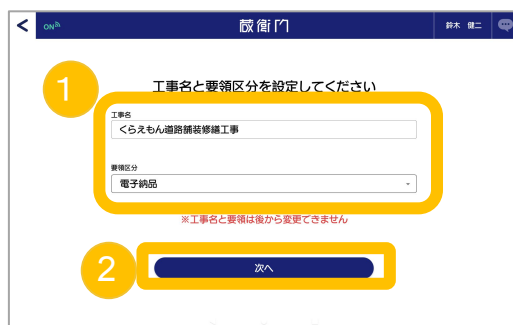 ON
蔵衛門
鈴木 健二
1
工事名と要領区分を設定してください
工事名
くらえもん道路舗装修繕工事
要領区分
電子納品
※工事名と要領は後から変更できません
2
次へ